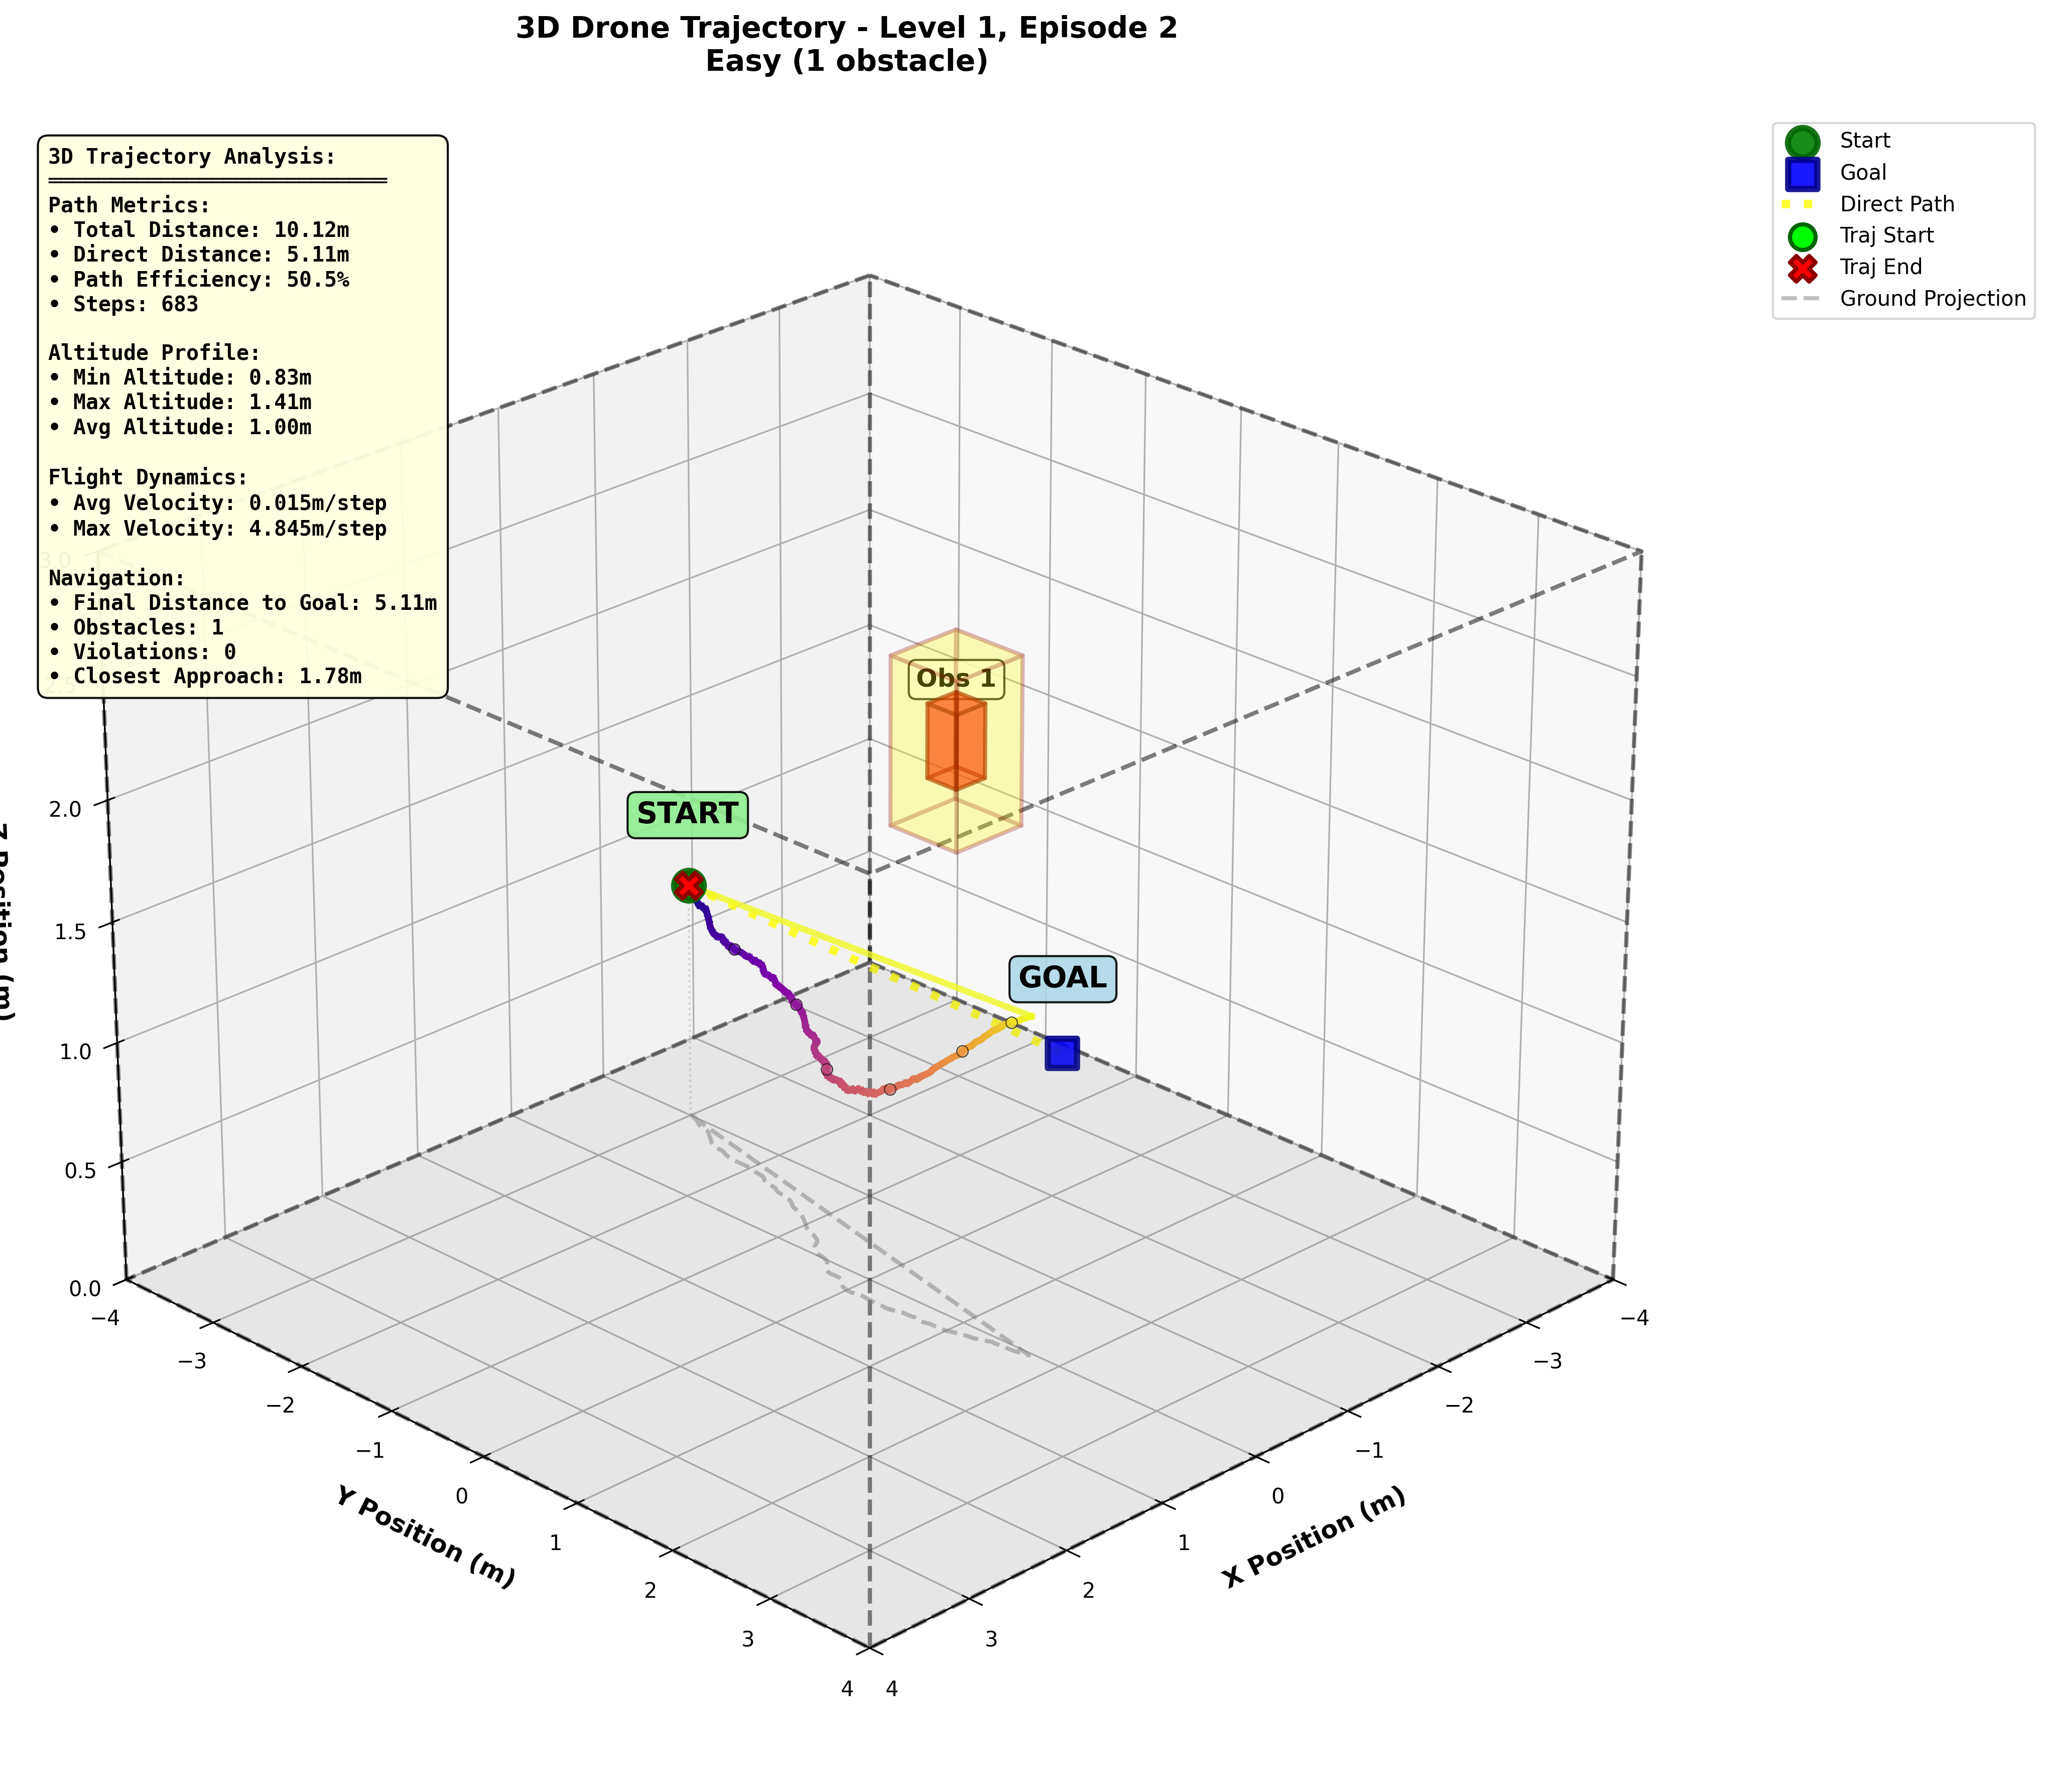 3D Drone Trajectory - Level 1, Episode 2
Easy (1 obstacle)
3D Trajectory Analysis:
Path Metrics:
• Total Distance: 10.12m
• Direct Distance: 5.11m
• Path Efficiency: 50.5%
• Steps: 683
Altitude Profile:
• Min Altitude: 0.83m
• Max Altitude: 1.41m
• Avg Altitude: 1.00m
Flight Dynamics:
• Avg Velocity: 0.015m/step
• Max Velocity: 4.845m/step
Navigation:
• Final Distance to Goal: 5.11m
• Obstacles: 1
• Violations: 0
• Closest Approach: 1.78m
Start
Goal
Direct Path
Traj Start
Traj End
Ground Projection
Obs 1
START
GOAL
3.0
2.5
2.0
1.5
1.0
0.5
0.0
Z Position (m)
−4
−3
−2
−1
0
1
2
3
4
Y Position (m)
−4
−3
−2
−1
0
1
2
3
4
X Position (m)